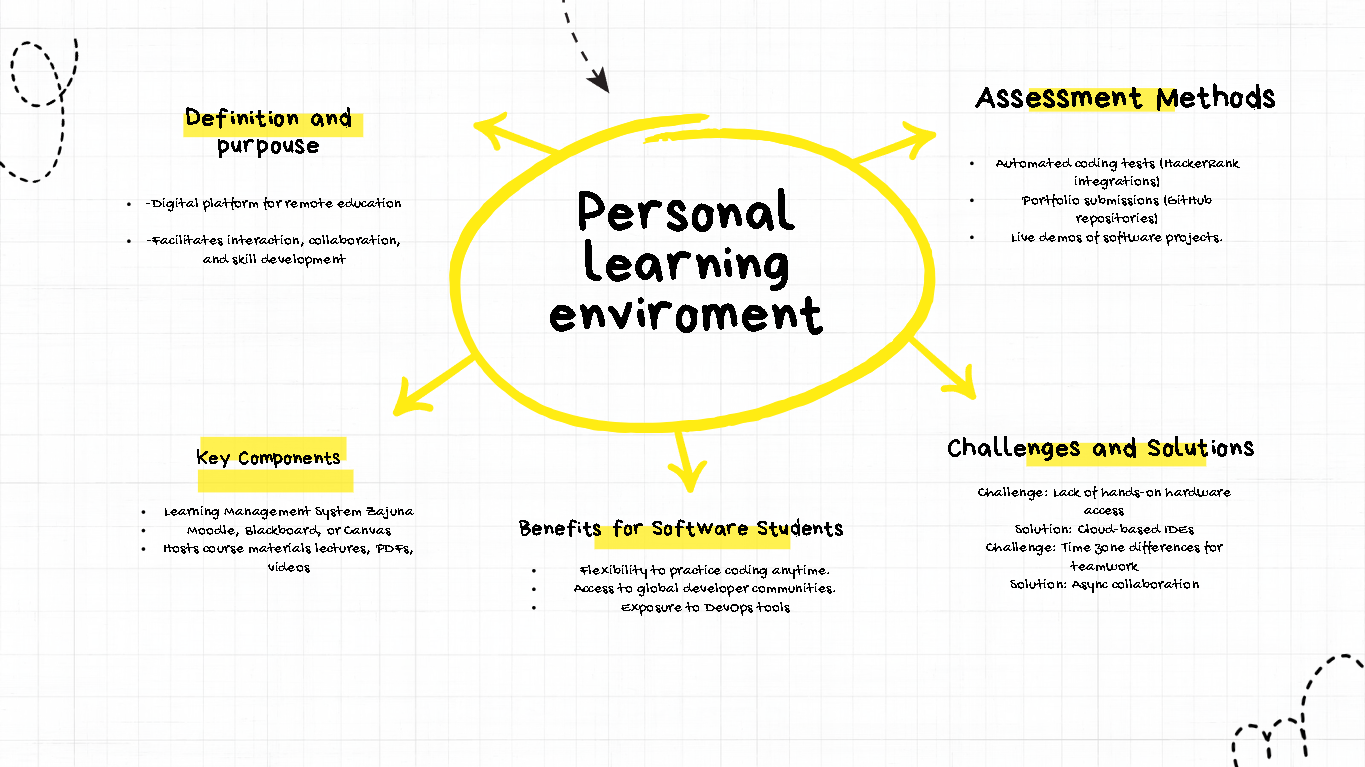 Personal
learning
enviroment
Definition and
purpouse
• -Digital platform for remote education
• -Facilitates interaction, collaboration,
and skill development
Assessment Methods
• Automated coding tests (HackerRank
integrations)
• Portfolio submissions (GitHub
repositories)
• Live demos of software projects.
Key Components
• Learning Management System Zajuna
• Moodle, Blackboard, or Canvas
• Hosts course materials lectures, PDFs,
videos
Benefits for Software Students
• Flexibility to practice coding anytime.
• Access to global developer communities.
• Exposure to DevOps tools
Challenges and Solutions
Challenge: Lack of hands-on hardware
access
Solution: Cloud-based IDEs
Challenge: Time zone differences for
teamwork
Solution: Async collaboration